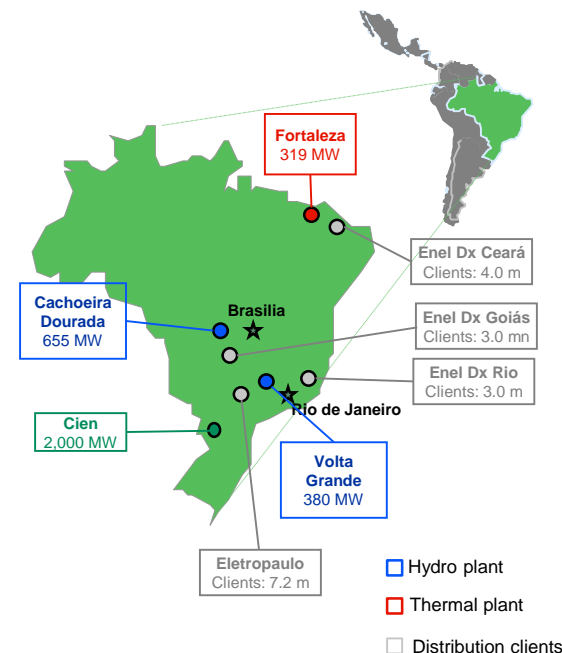 Fortaleza
319 MW
Enel Dx Ceará
Clients: 4.0 m
Cachoeira
Dourada
655 MW
Brasilia
Enel Dx Goiás
Clients: 3.0 mn
Enel Dx Rio
Clients: 3.0 m
Rio de Janeiro
Cien
2,000 MW
Volta
Grande
380 MW
Eletropaulo
Clients: 7.2 m
Hydro plant
Thermal plant
Distribution clients